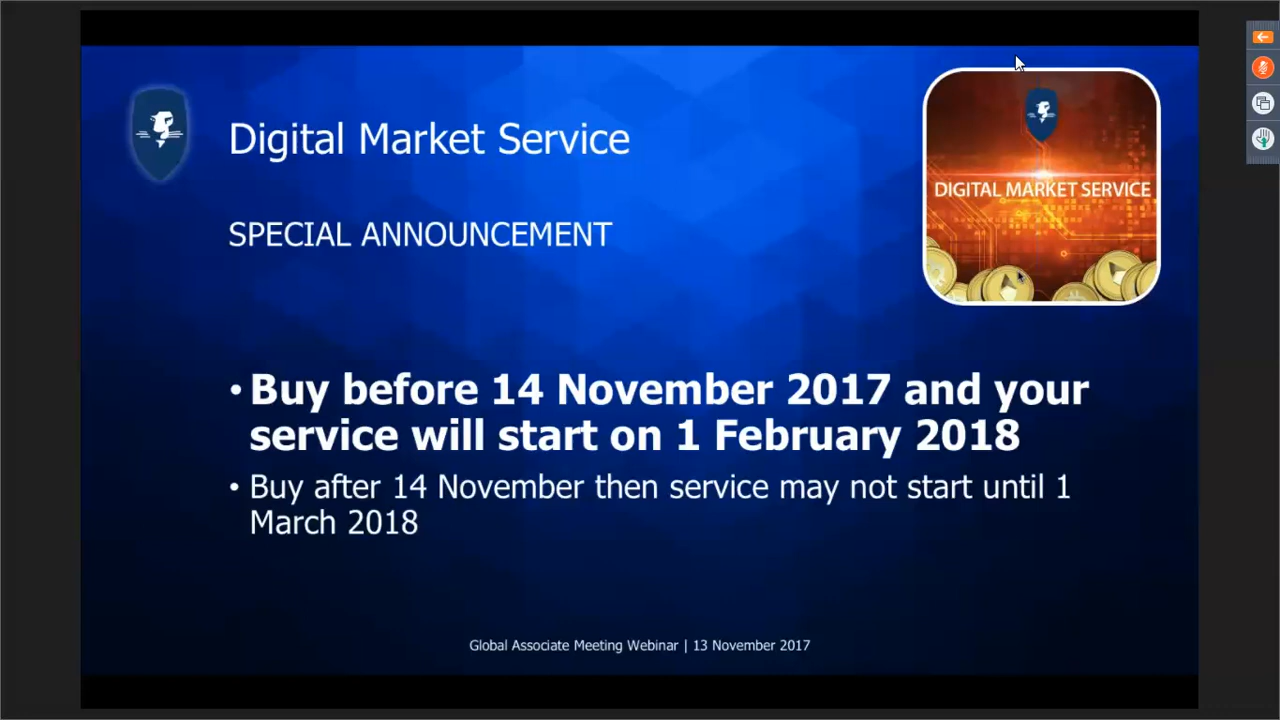 Digital Market Service
DIGITAL MARKET SERVICE
SPECIAL ANNOUNCEMENT
• Buy before 14 November 2017 and your
service will start on 1 February 2018
• Buy after 14 November then service may not start until 1
March 2018
Global Associate Meeting Webinar | 13 November 2017